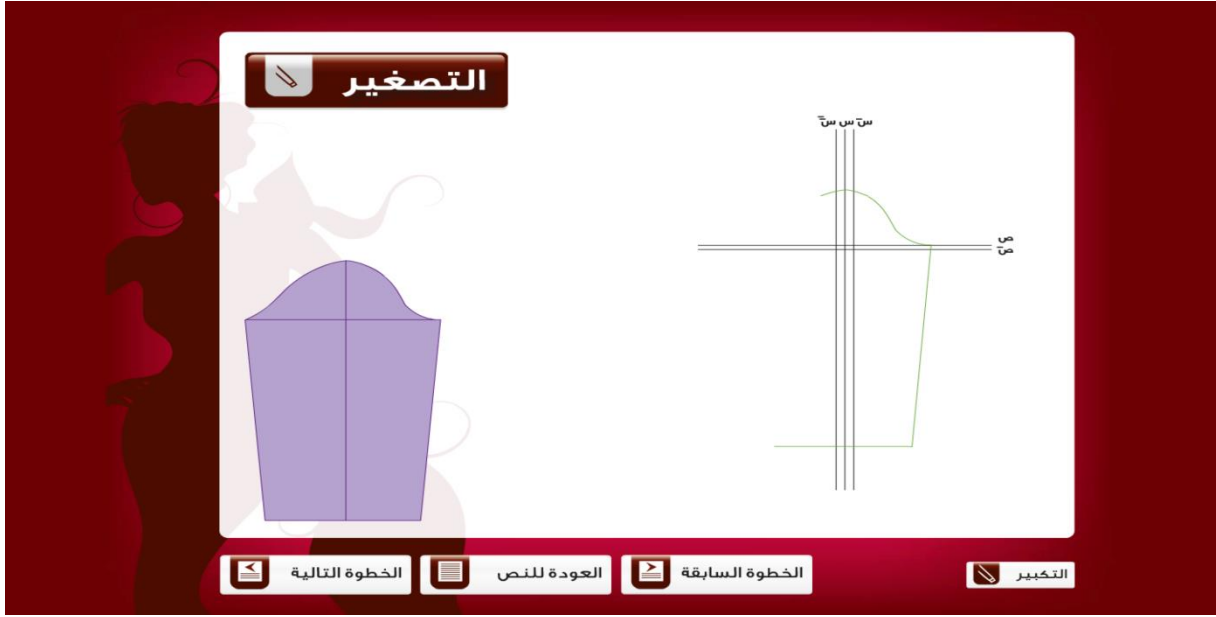 التصغير
سَ س سً
ص
صَ
التكبير
الخطوة السابقة
العودة للنص
الخطوة التالية